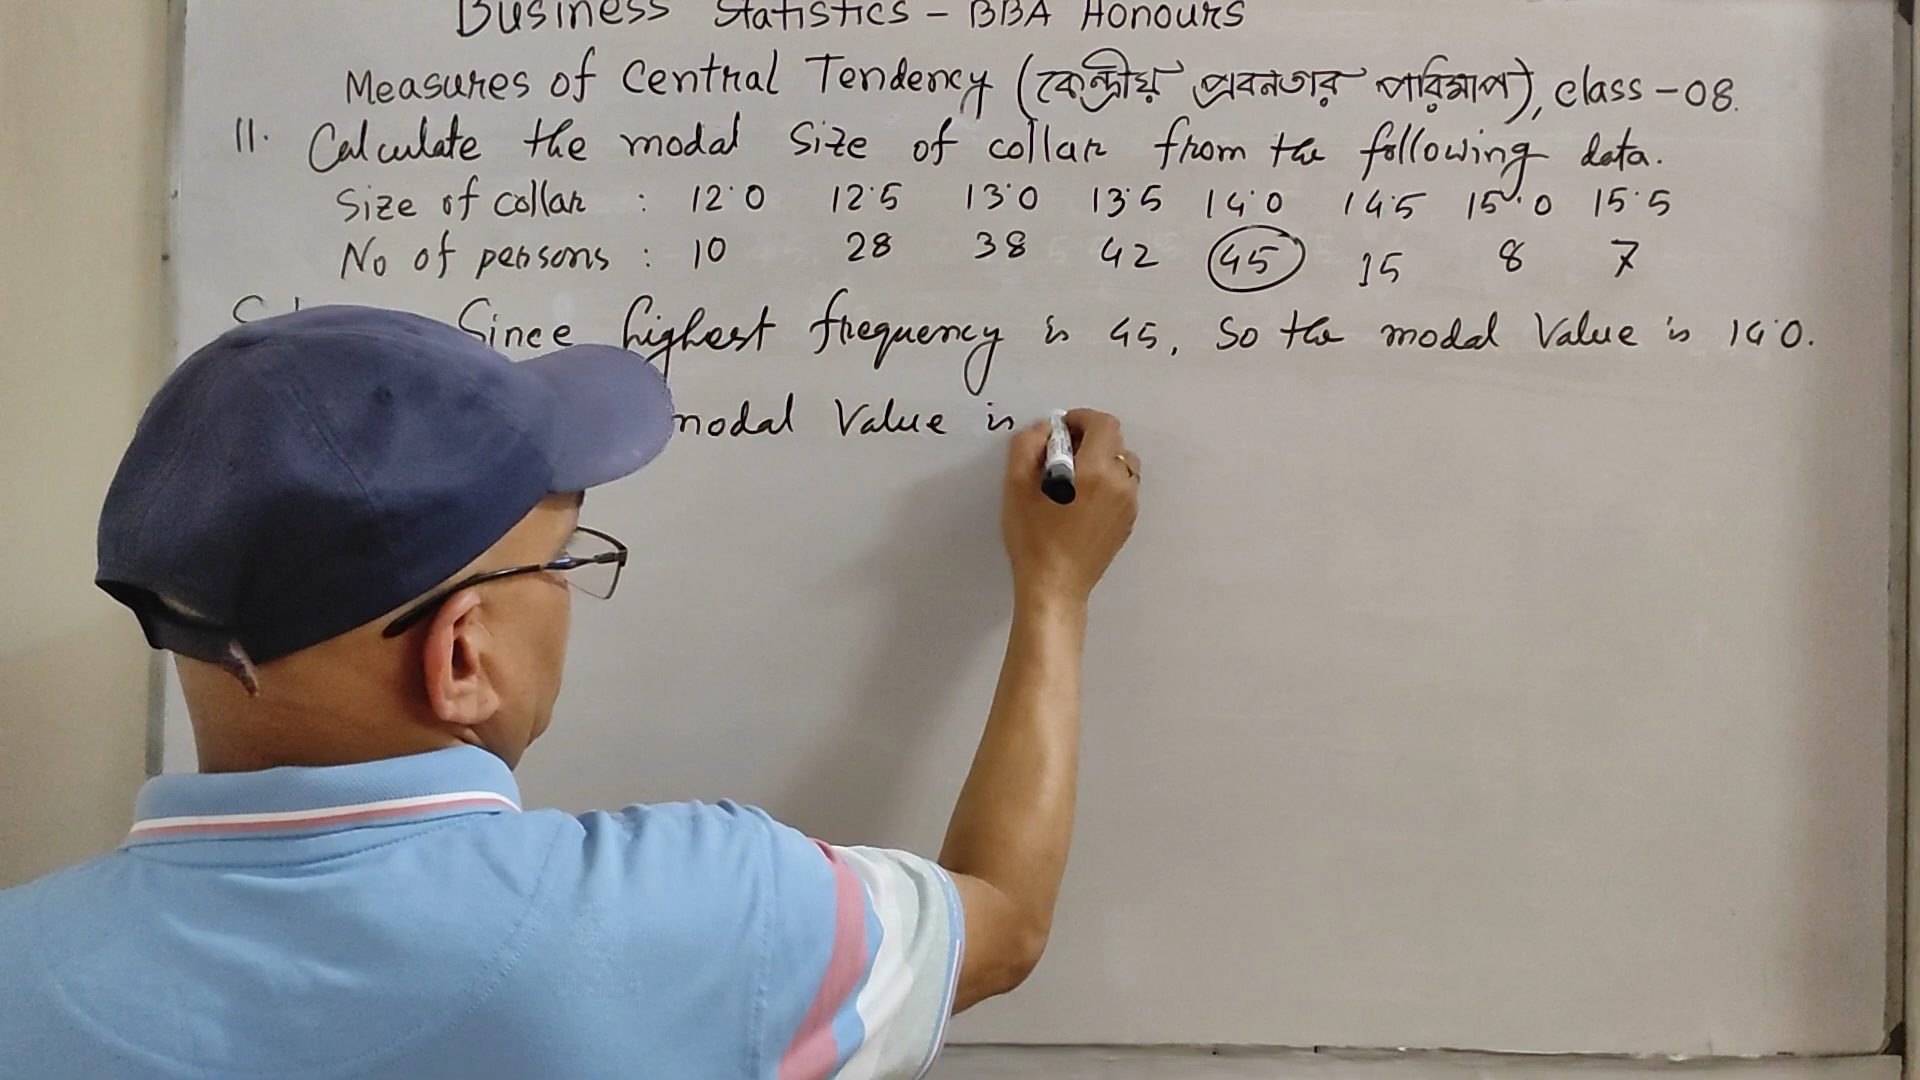 Business Statistics - BBA Honours
Measures of Central Tendency (কেন্দ্রীয় প্রবনতার পরিমাপ), class-08.
11. Calculate the modal size of collar from the following data.
Size of collar : 12.0 12.5 13.0 13.5 14.0 14.5 15.0 15.5
No of persons : 10 28 38 42 45 15 8 7
Since highest frequency is 45, so the modal Value is 14.0.
modal Value is